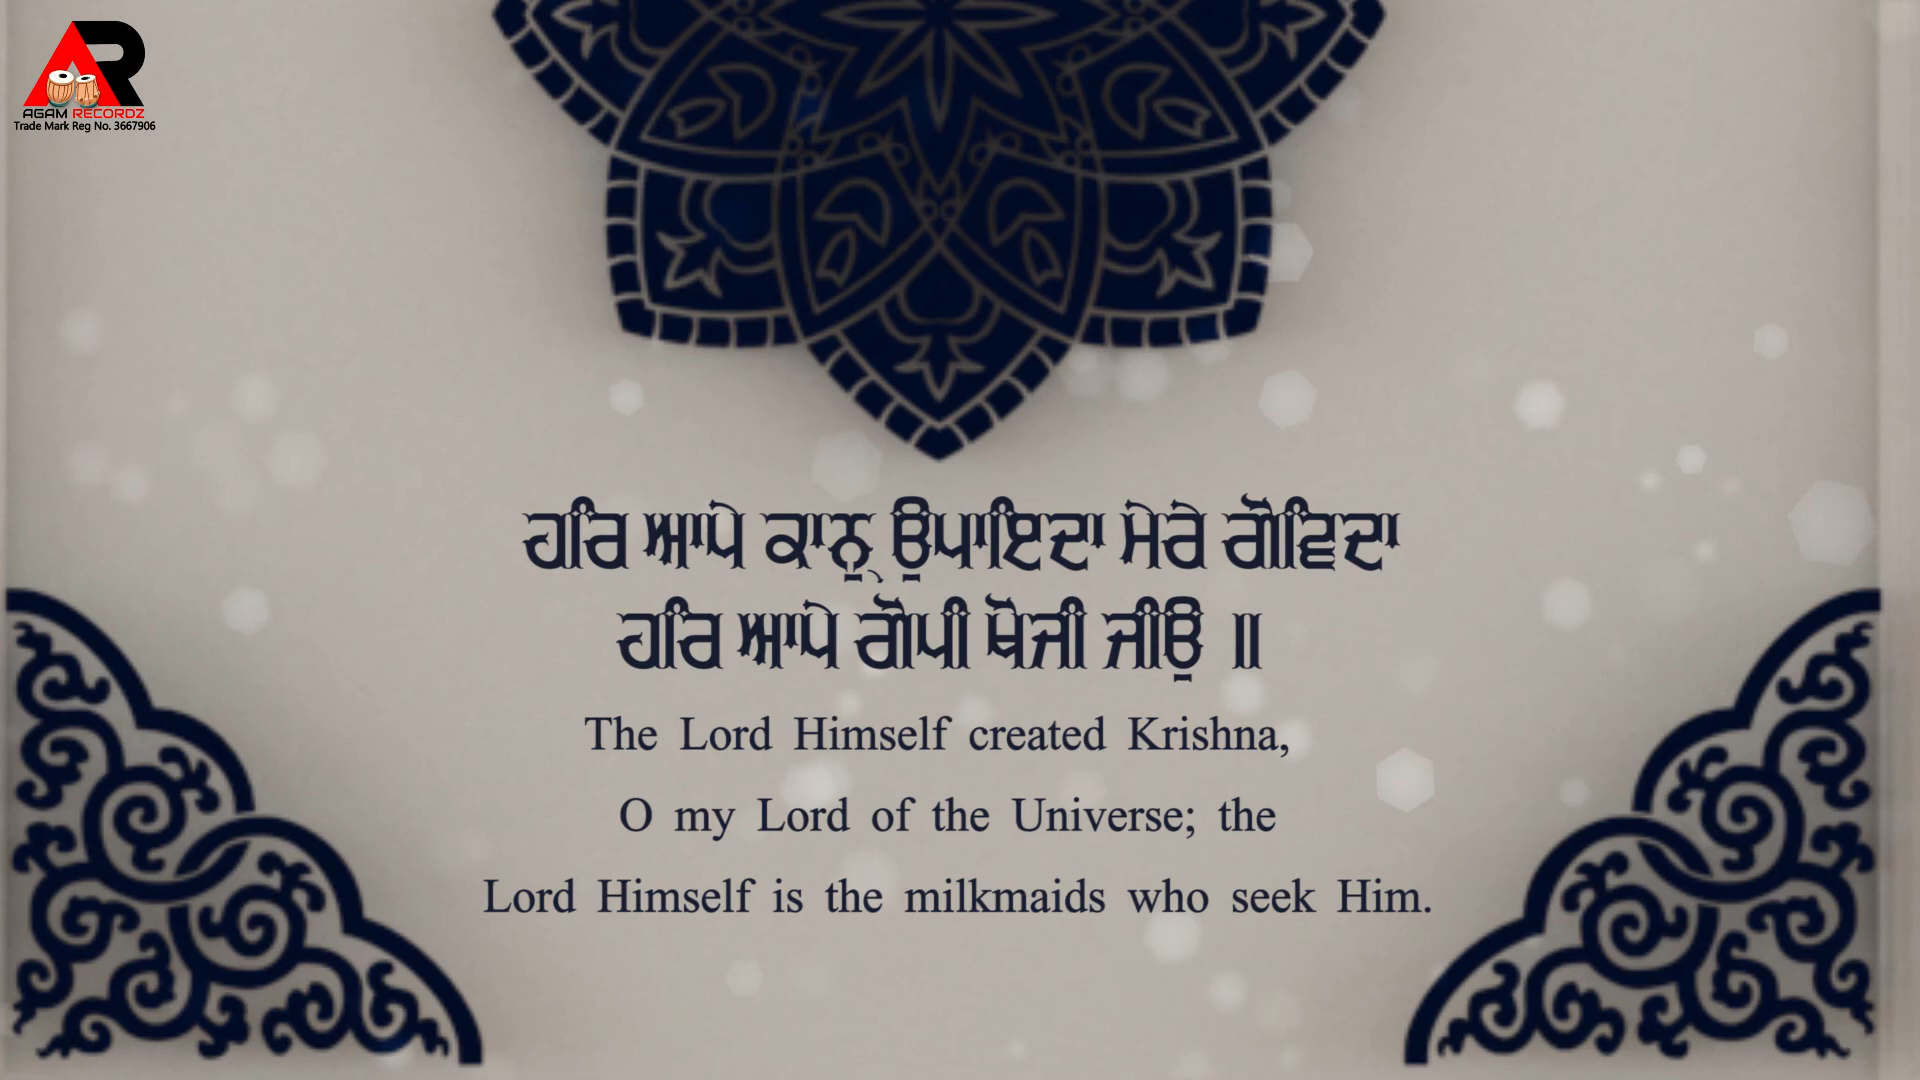 AGAM RECORDZ
Trade Mark Reg No. 3667906
ਹਰਿ ਆਪੇ ਕਾਨੁ੍ ਉਪਾਇਦਾ ਮੇਰੇ ਗੋਵਿਦਾ
ਹਰਿ ਆਪੇ ਗੋਪੀ ਖੋਜੀ ਜੀਉ ॥
The Lord Himself created Krishna,
O my Lord of the Universe; the
Lord Himself is the milkmaids who seek Him.